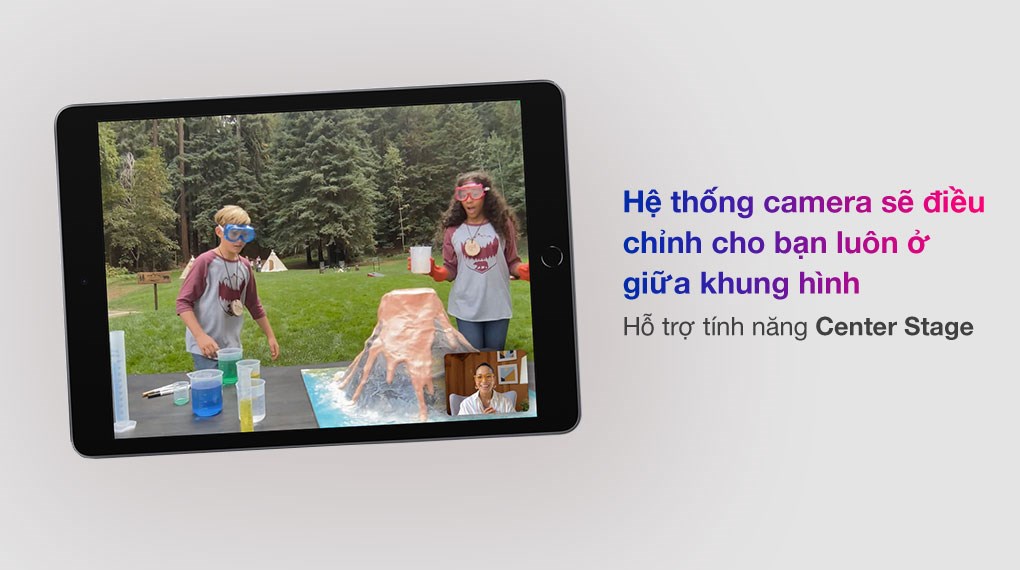 Hệ thống camera sẽ điều
chỉnh cho bạn luôn ở
giữa khung hình
Hỗ trợ tính năng Center Stage